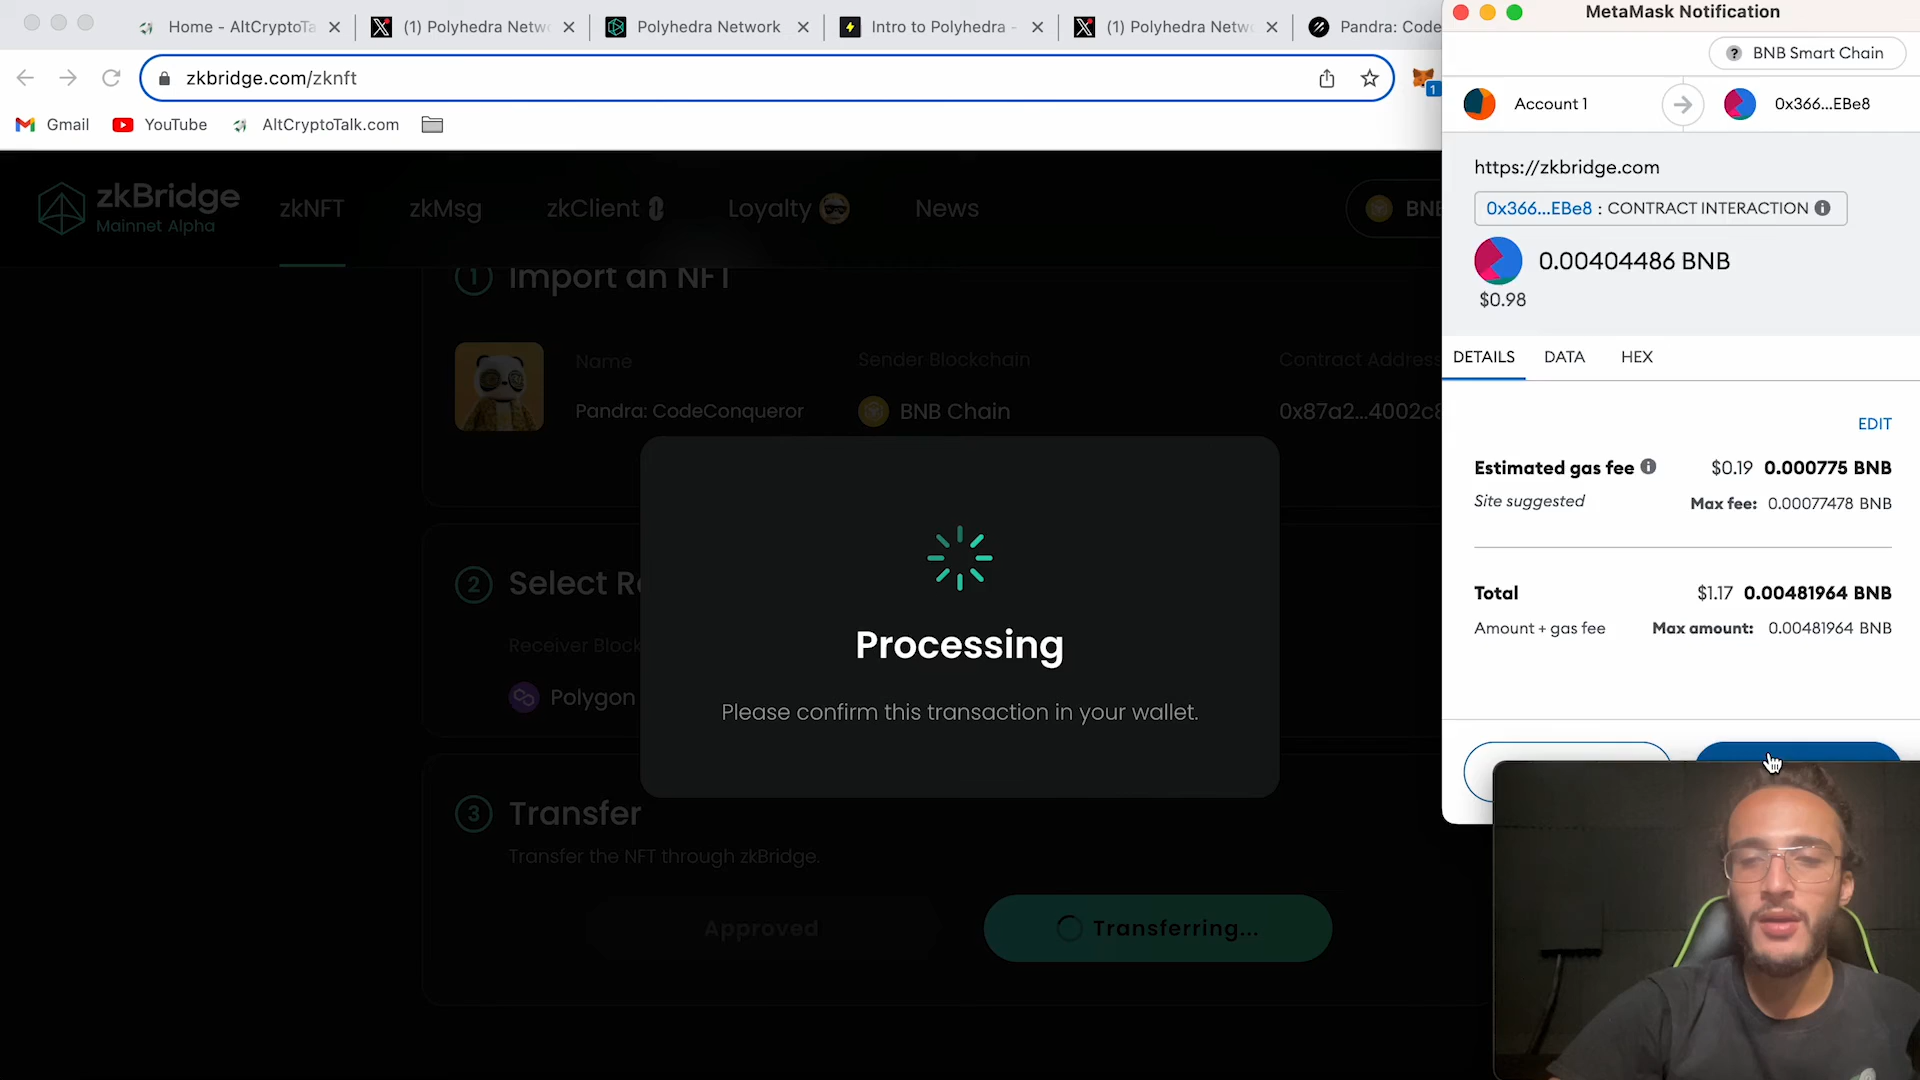 Home - AltCryptoTa
(1) Polyhedra Netw
Polyhedra Network
Intro to Polyhedra -
(1) Polyhedra Netw
Pandra: Code
zkbridge.com/zknft
1
Gmail
YouTube
AltCryptoTalk.com
zkBridge
Mainnet Alpha
zkNFT
zkMsg
zkClient
Loyalty
News
BNB
1 Import an NFT
Name
Sender Blockchain
Contract Address
Pandra: CodeConqueror
BNB Chain
0x87a2...4002c8
2 Select Re
Receiver Block
Polygon
Processing
Please confirm this transaction in your wallet.
3 Transfer
Transfer the NFT through zkBridge.
Approved
Transferring...
MetaMask Notification
? BNB Smart Chain
Account 1
0x366...EBe8
https://zkbridge.com
0x366...EBe8 : CONTRACT INTERACTION
0.00404486 BNB
$0.98
DETAILS DATA HEX
EDIT
Estimated gas fee $0.19 0.000775 BNB
Site suggested Max fee: 0.00077478 BNB
Total $1.17 0.00481964 BNB
Amount + gas fee Max amount: 0.00481964 BNB